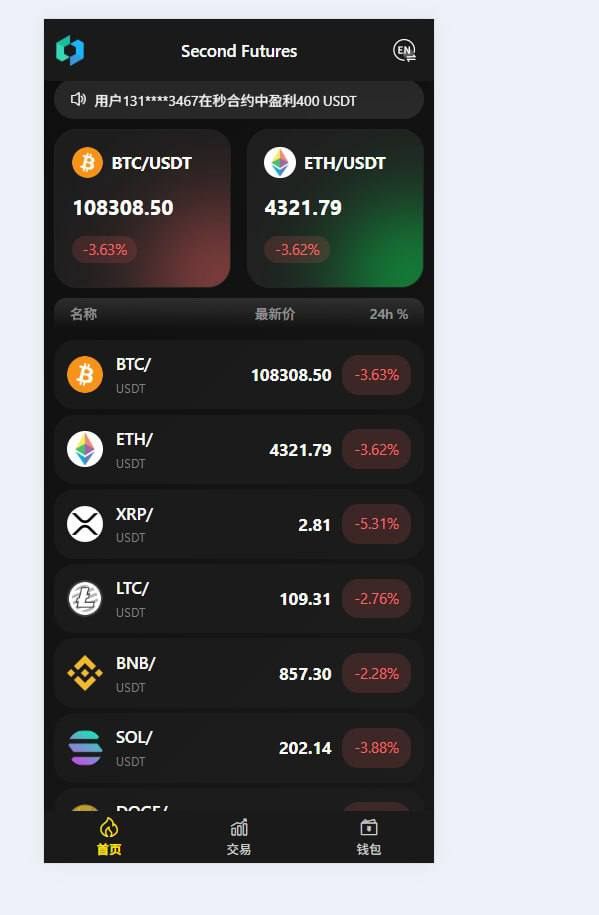 Second Futures
EN
用户131****3467在秒合约中盈利400 USDT
BTC/USDT
108308.50
-3.63%
ETH/USDT
4321.79
-3.62%
名称 最新价 24h %
BTC/
USDT
108308.50
-3.63%
ETH/
USDT
4321.79
-3.62%
XRP/
USDT
2.81
-5.31%
LTC/
USDT
109.31
-2.76%
BNB/
USDT
857.30
-2.28%
SOL/
USDT
202.14
-3.88%
DOGE/
首页 交易 钱包